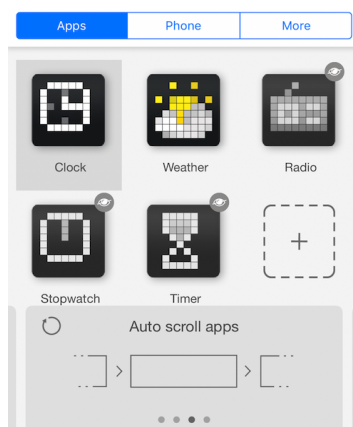 Apps Phone More
Clock Weather Radio
Stopwatch Timer
Auto scroll apps